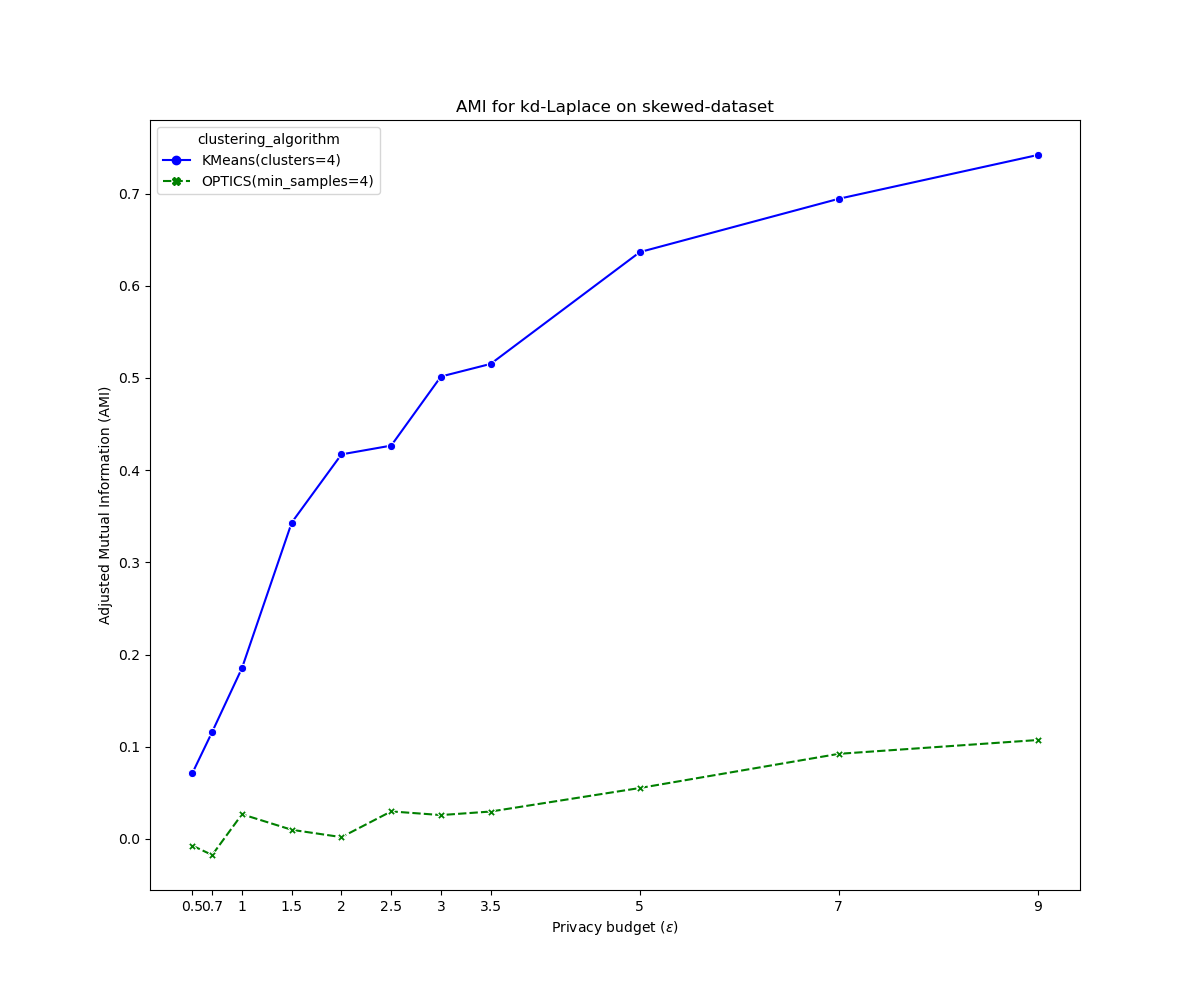 AMI for kd-Laplace on skewed-dataset
clustering_algorithm
KMeans(clusters=4)
OPTICS(min_samples=4)
Adjusted Mutual Information (AMI)
0.7
0.6
0.5
0.4
0.3
0.2
0.1
0.0
0.5 0.7 1 1.5 2 2.5 3 3.5 5 7 9
Privacy budget (ε)